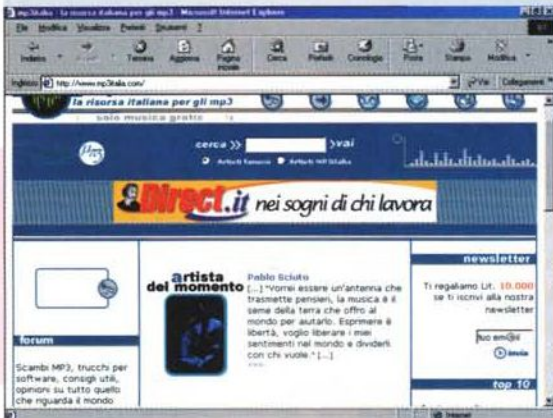 mp3italia - la risorsa italiana per gli mp3 - Microsoft Internet Explorer
File Modifica Visualizza Preferiti Strumenti ?
Indietro Termina Aggiorna Pagina iniziale Cerca Preferiti Cronologia Posta Stampa Modifica
Indirizzo http://www.mp3italia.com/ Vai Collegamenti
la risorsa italiana per gli mp3
solo musica gratis
cerca >> >vai
Artisti famosi Artisti MP3Italia
Direct.it nei sogni di chi lavora
artista
del momento
Pablo Sciuto
[...] "Vorrei essere un'antenna che
trasmette pensieri, la musica è il
seme della terra che offro al
mondo per aiutarlo. Esprimere è
libertà, voglio liberare i miei
sentimenti nel mondo e dividerli
con chi vuole." [...]
>>>
newsletter
Ti regaliamo Lit. 10.000
se ti iscrivi alla nostra
newsletter
tuo em@il
invia
top 10
forum
Scambi MP3, trucchi per
software, consigli utili,
opinioni su tutto quello
che riguarda il mondo
Internet